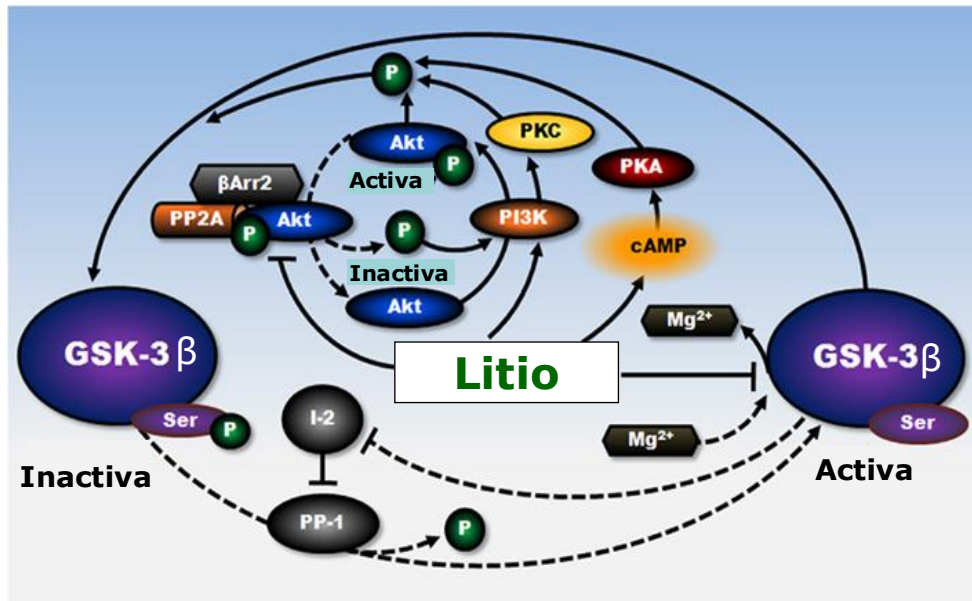 P
Akt
P
Activa
PKC
PKA
βArr2
PP2A
P
Akt
P
PI3K
cAMP
Inactiva
Akt
Mg²⁺
GSK-3β
Ser
P
Inactiva
Litio
GSK-3β
Ser
Activa
I-2
Mg²⁺
PP-1
P